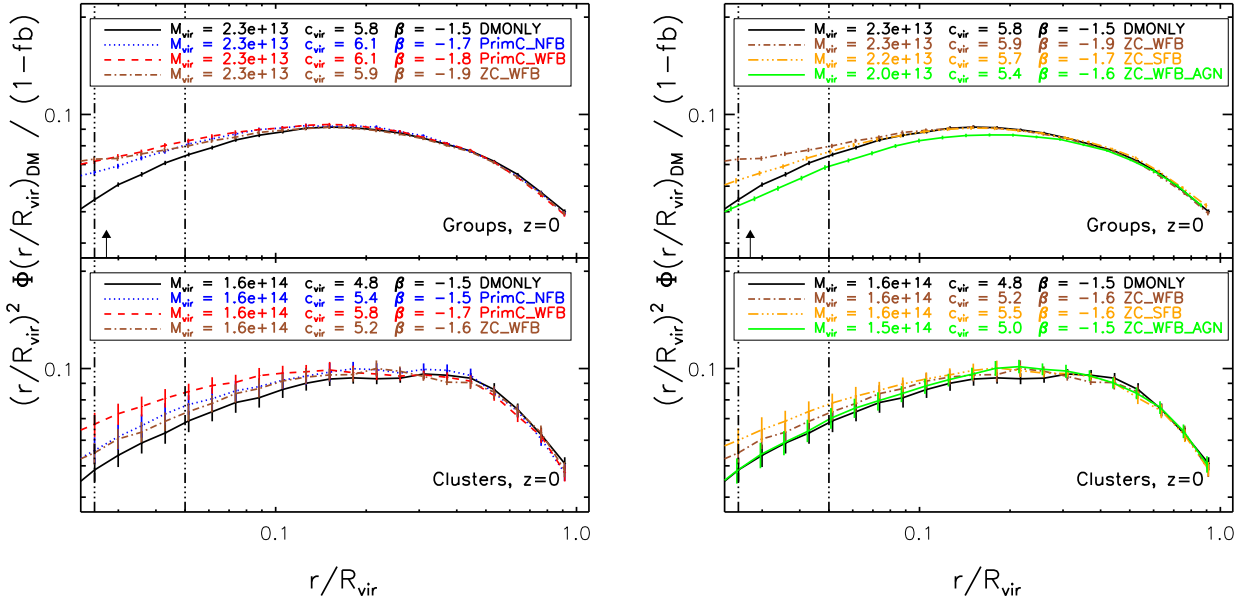 M_vir = 2.3e+13 c_vir = 5.8 β = −1.5 DMONLY
M_vir = 2.3e+13 c_vir = 6.1 β = −1.7 PrimC_NFB
M_vir = 2.3e+13 c_vir = 6.1 β = −1.8 PrimC_WFB
M_vir = 2.3e+13 c_vir = 5.9 β = −1.9 ZC_WFB
0.1
Groups, z=0
M_vir = 1.6e+14 c_vir = 4.8 β = −1.5 DMONLY
M_vir = 1.6e+14 c_vir = 5.4 β = −1.5 PrimC_NFB
M_vir = 1.6e+14 c_vir = 5.8 β = −1.7 PrimC_WFB
M_vir = 1.6e+14 c_vir = 5.2 β = −1.6 ZC_WFB
0.1
Clusters, z=0
(r/R_vir)^2 Φ(r/R_vir)_DM / (1−fb)
0.1 1.0
r/R_vir
M_vir = 2.3e+13 c_vir = 5.8 β = −1.5 DMONLY
M_vir = 2.3e+13 c_vir = 5.9 β = −1.9 ZC_WFB
M_vir = 2.2e+13 c_vir = 5.7 β = −1.7 ZC_SFB
M_vir = 2.0e+13 c_vir = 5.4 β = −1.6 ZC_WFB_AGN
0.1
Groups, z=0
M_vir = 1.6e+14 c_vir = 4.8 β = −1.5 DMONLY
M_vir = 1.6e+14 c_vir = 5.2 β = −1.6 ZC_WFB
M_vir = 1.6e+14 c_vir = 5.5 β = −1.6 ZC_SFB
M_vir = 1.5e+14 c_vir = 5.0 β = −1.5 ZC_WFB_AGN
0.1
Clusters, z=0
(r/R_vir)^2 Φ(r/R_vir)_DM / (1−fb)
0.1 1.0
r/R_vir